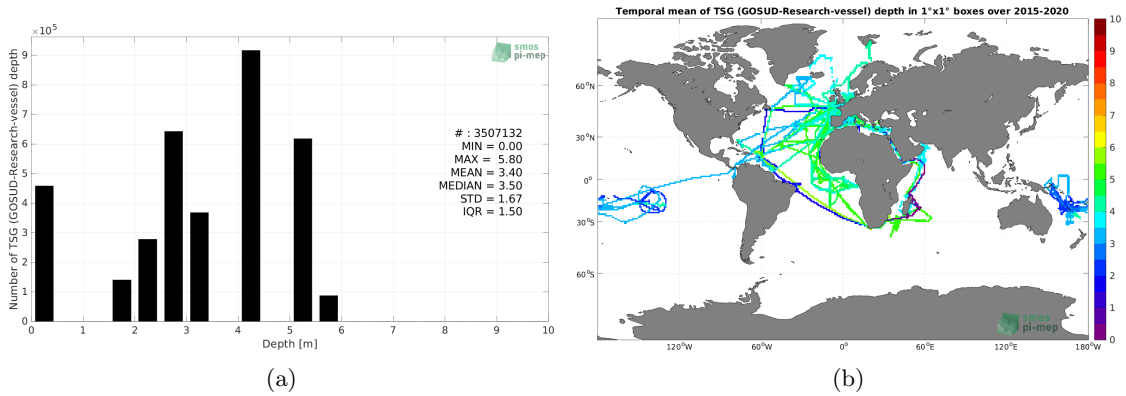 9
8
7
6
5
4
3
2
1
0
×10⁵
Number of TSG (GOSUD-Research-vessel) depth
smos
pi-mep
# : 3507132
MIN = 0.00
MAX = 5.80
MEAN = 3.40
MEDIAN = 3.50
STD = 1.67
IQR = 1.50
0 1 2 3 4 5 6 7 8 9 10
Depth [m]
(a)
Temporal mean of TSG (GOSUD-Research-vessel) depth in 1°x1° boxes over 2015-2020
60°N
30°N
0°
30°S
60°S
120°W 60°W 0° 60°E 120°E 180°W
smos
pi-mep
10
9
8
7
6
5
4
3
2
1
0
(b)